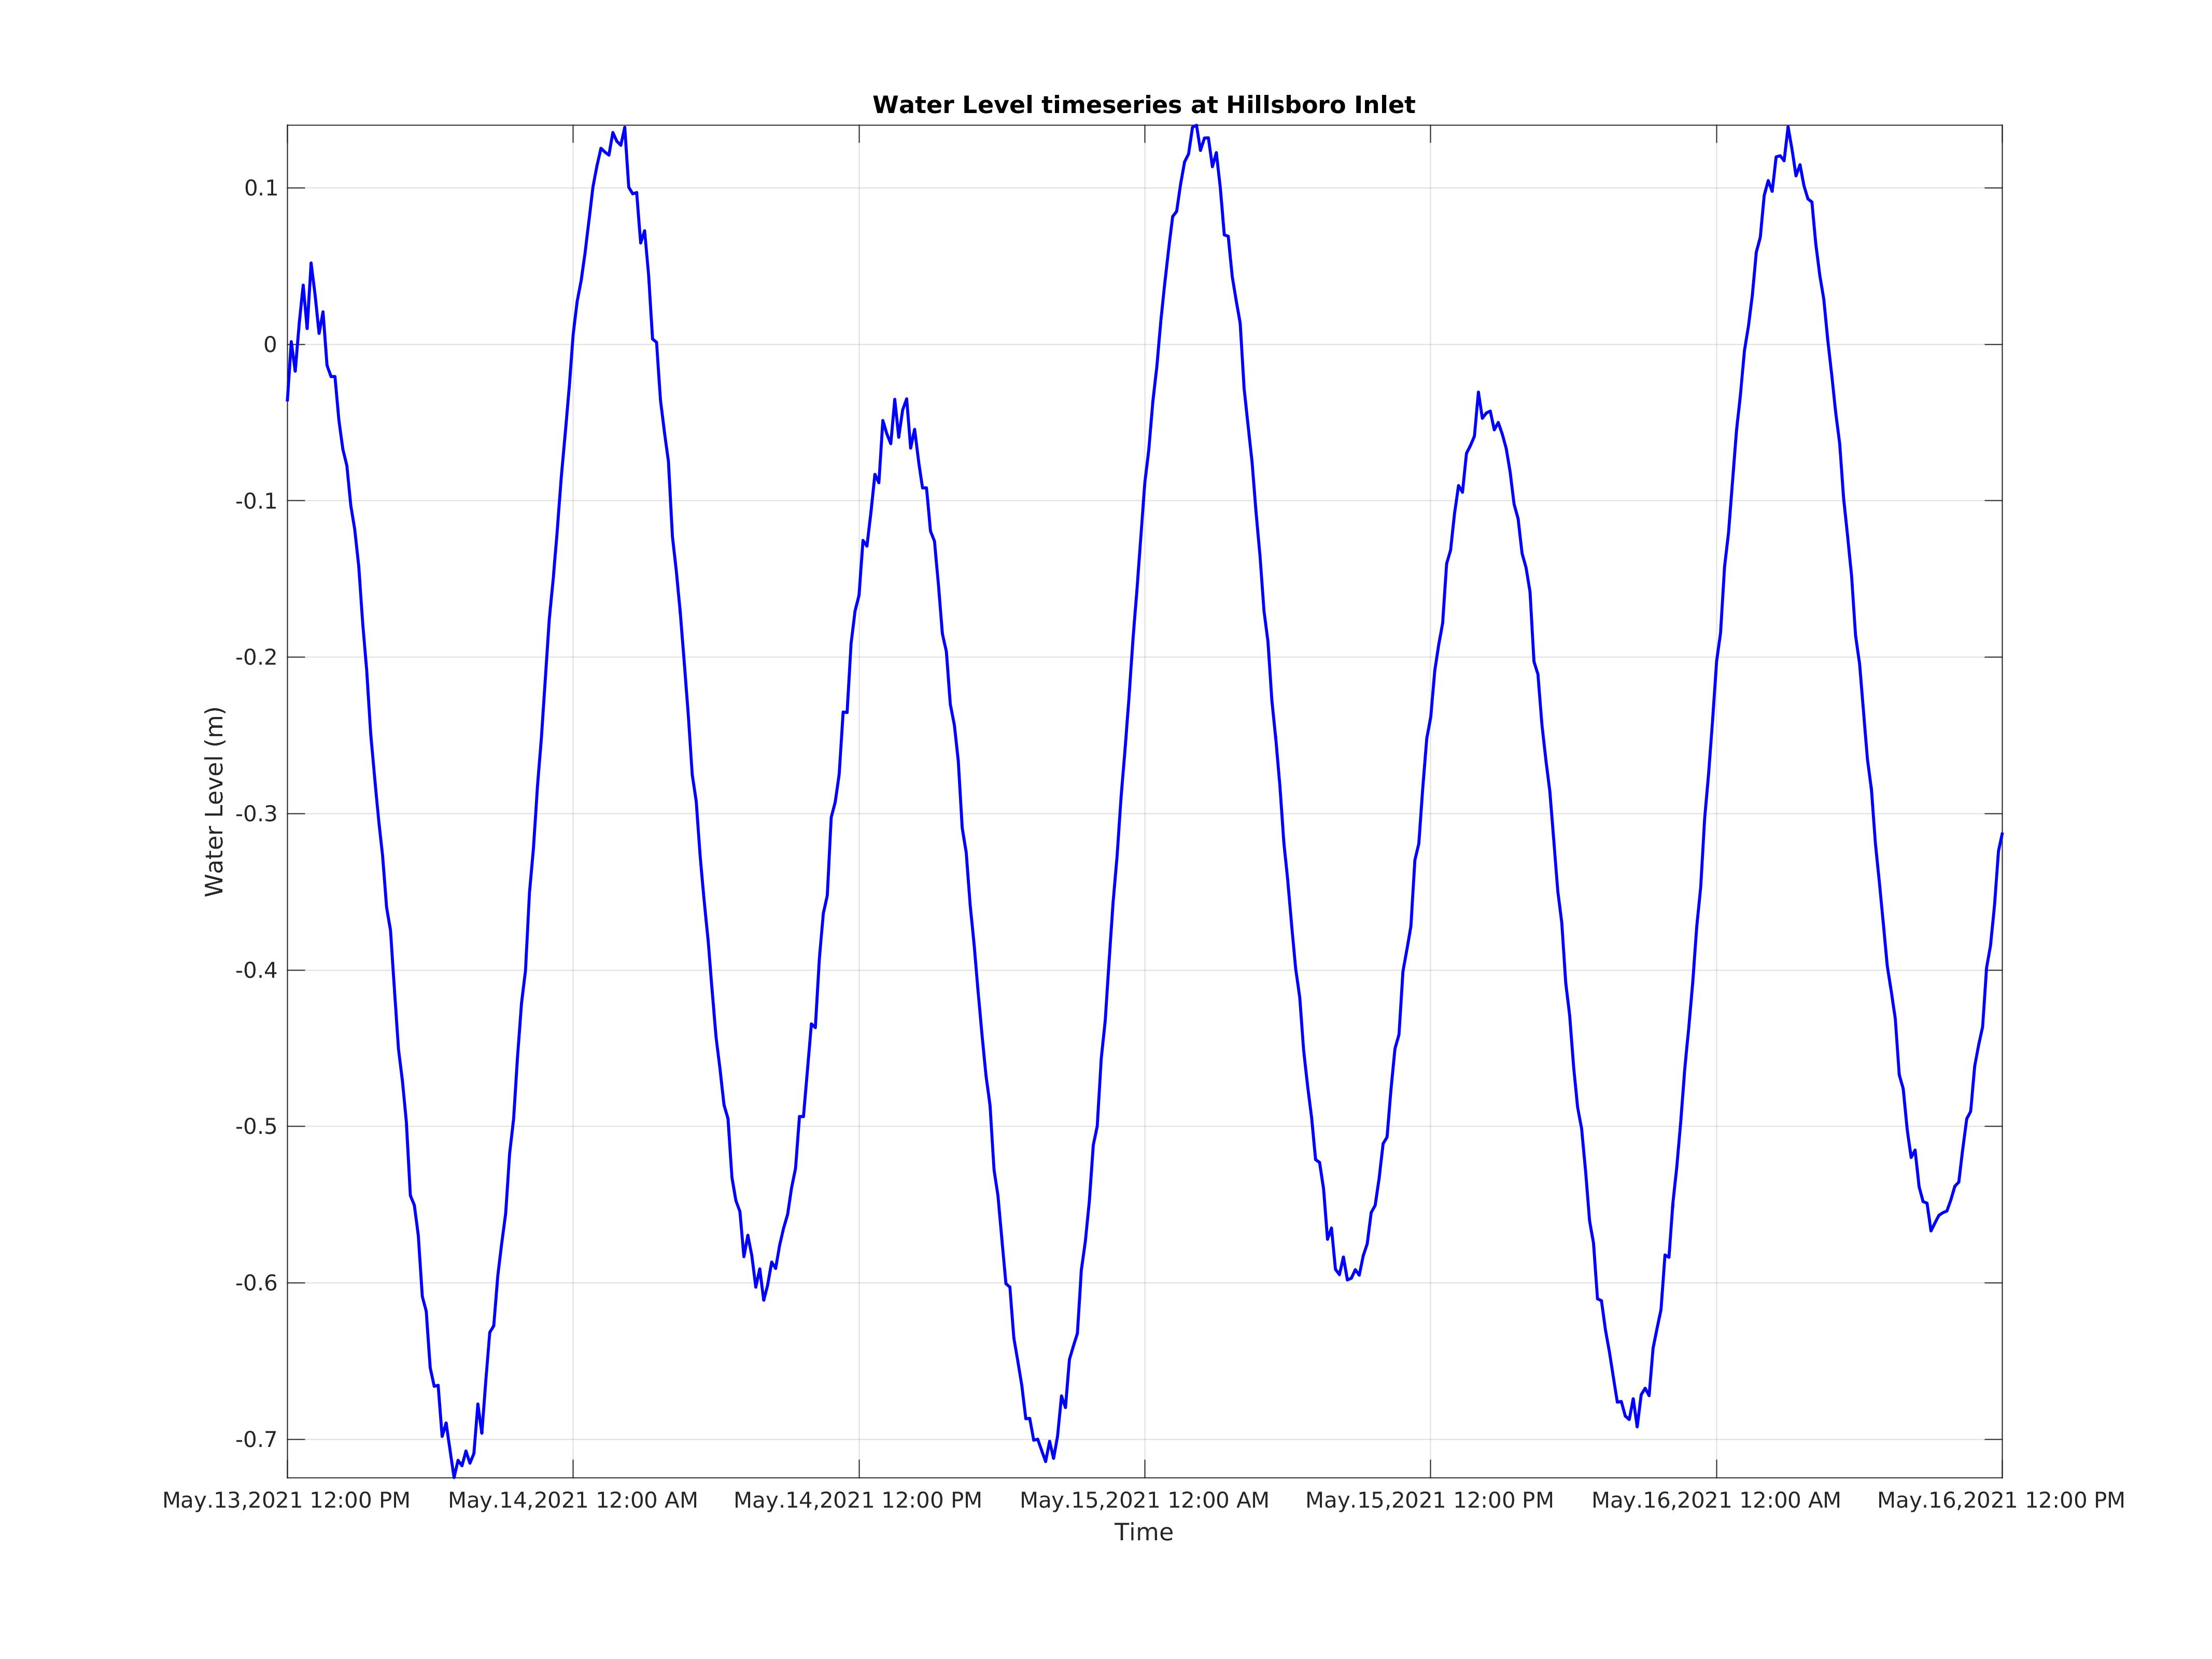 Water Level timeseries at Hillsboro Inlet
0.1
0
-0.1
-0.2
-0.3
-0.4
-0.5
-0.6
-0.7
Water Level (m)
May.13,2021 12:00 PM May.14,2021 12:00 AM May.14,2021 12:00 PM May.15,2021 12:00 AM May.15,2021 12:00 PM May.16,2021 12:00 AM May.16,2021 12:00 PM
Time